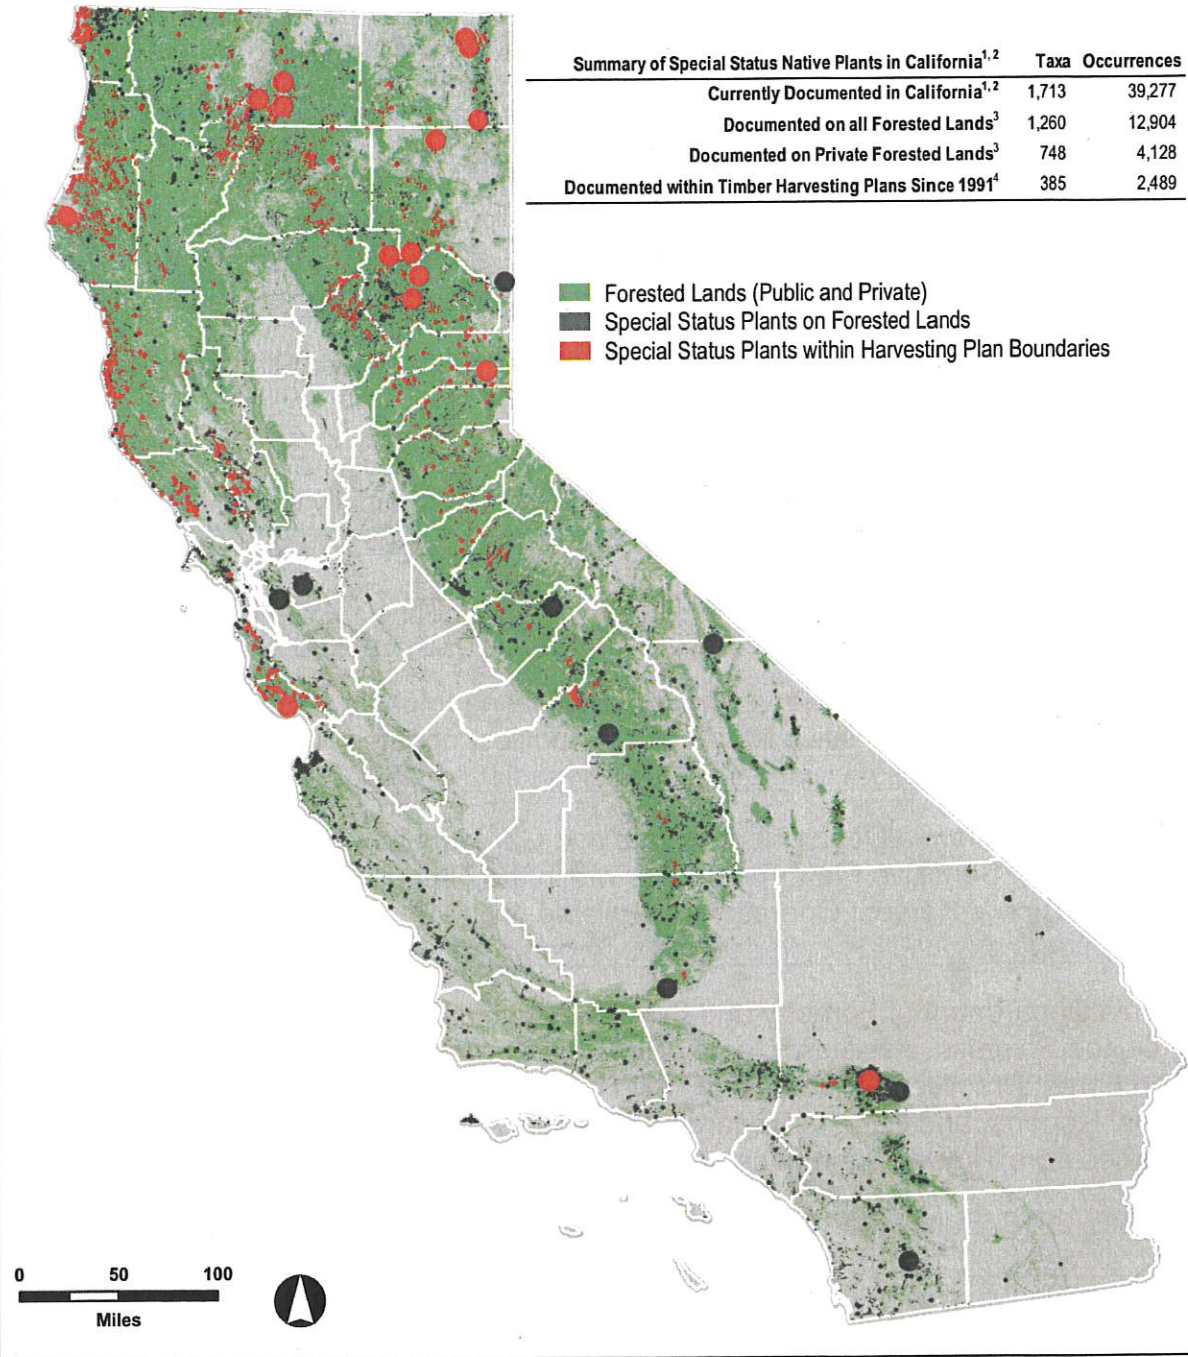 Summary of Special Status Native Plants in California1,2 Taxa Occurrences
Currently Documented in California1,2 1,713 39,277
Documented on all Forested Lands3 1,260 12,904
Documented on Private Forested Lands3 748 4,128
Documented within Timber Harvesting Plans Since 19914 385 2,489
Forested Lands (Public and Private)
Special Status Plants on Forested Lands
Special Status Plants within Harvesting Plan Boundaries
0 50 100
Miles